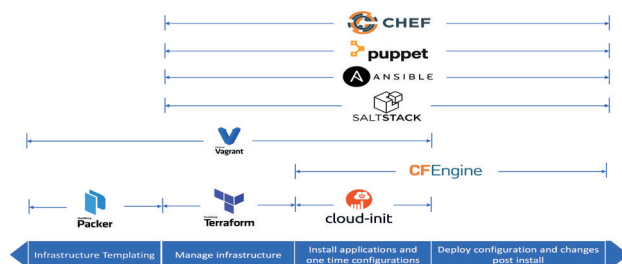 CHEF
puppet
A ANSIBLE
SALTSTACK
Vagrant
CFEngine
Packer
Terraform
cloud-init
Infrastructure Templating
Manage infrastructure
Install applications and
one time configurations
Deploy configuration and changes
post install